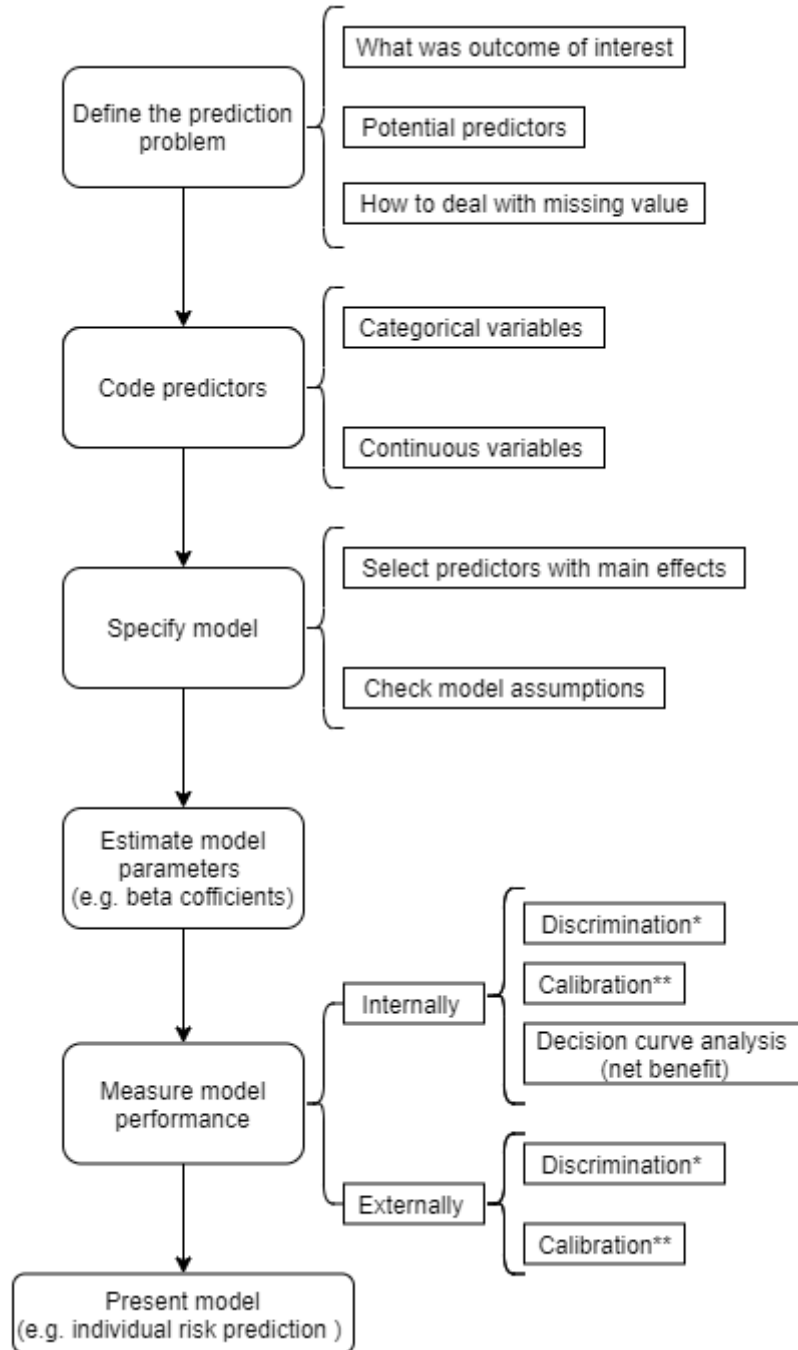 What was outcome of interest
Define the prediction
problem
Potential predictors
How to deal with missing value
Categorical variables
Code predictors
Continuous variables
Select predictors with main effects
Specify model
Check model assumptions
Estimate model
parameters
(e.g. beta cofficients)
Discrimination*
Internally
Calibration**
Decision curve analysis
(net benefit)
Measure model
performance
Discrimination*
Externally
Calibration**
Present model
(e.g. individual risk prediction )